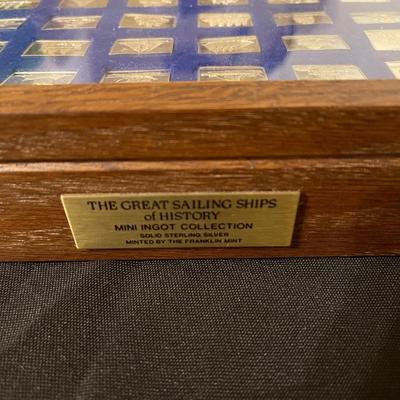 THE GREAT SAILING SHIPS
of HISTORY
MINI INGOT COLLECTION
SOLID STERLING SILVER
MINTED BY THE FRANKLIN MINT